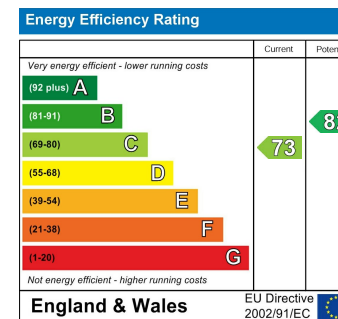 Energy Efficiency Rating
Current
Very energy efficient - lower running costs
(92 plus) A
(81-91) B
(69-80) C
73
(55-68) D
(39-54) E
(21-38) F
(1-20) G
Not energy efficient - higher running costs
England & Wales
EU Directive
2002/91/EC